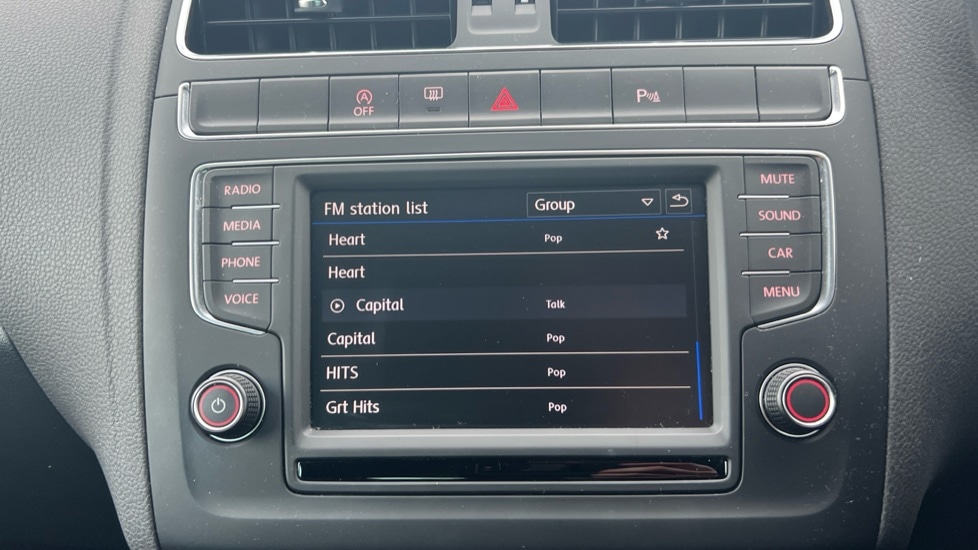 A OFF
P
RADIO
MEDIA
PHONE
VOICE
FM station list Group
Heart Pop
Heart
Capital Talk
Capital Pop
HITS Pop
Grt Hits Pop
MUTE
SOUND
CAR
MENU